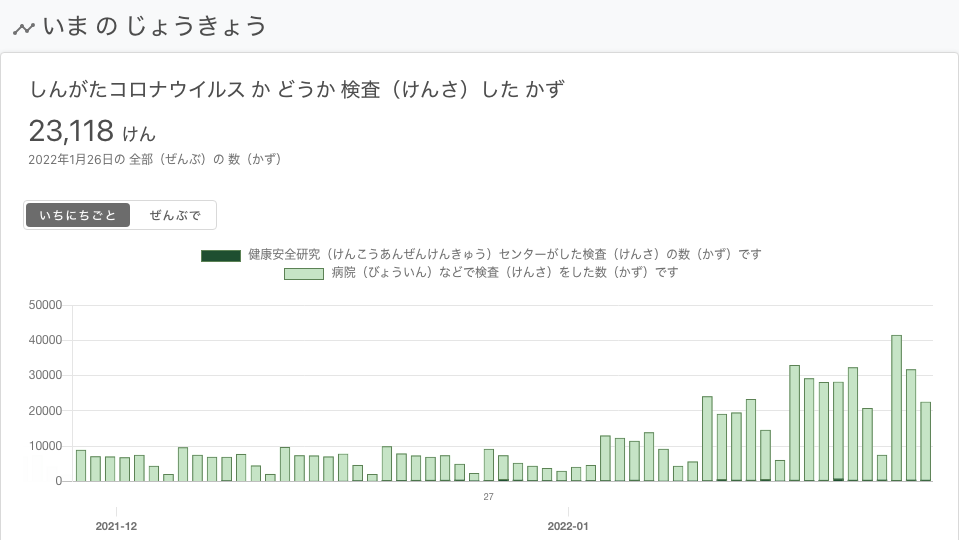 いま の じょうきょう
しんがたコロナウイルス か どうか 検査（けんさ）した かず
23,118 けん
2022年1月26日の 全部（ぜんぶ）の 数（かず）
いちにちごと ぜんぶで
健康安全研究（けんこうあんぜんけんきゅう）センターがした検査（けんさ）の数（かず）です
病院（びょういん）などで検査（けんさ）をした数（かず）です
50000
40000
30000
20000
10000
0
27
2021-12 2022-01